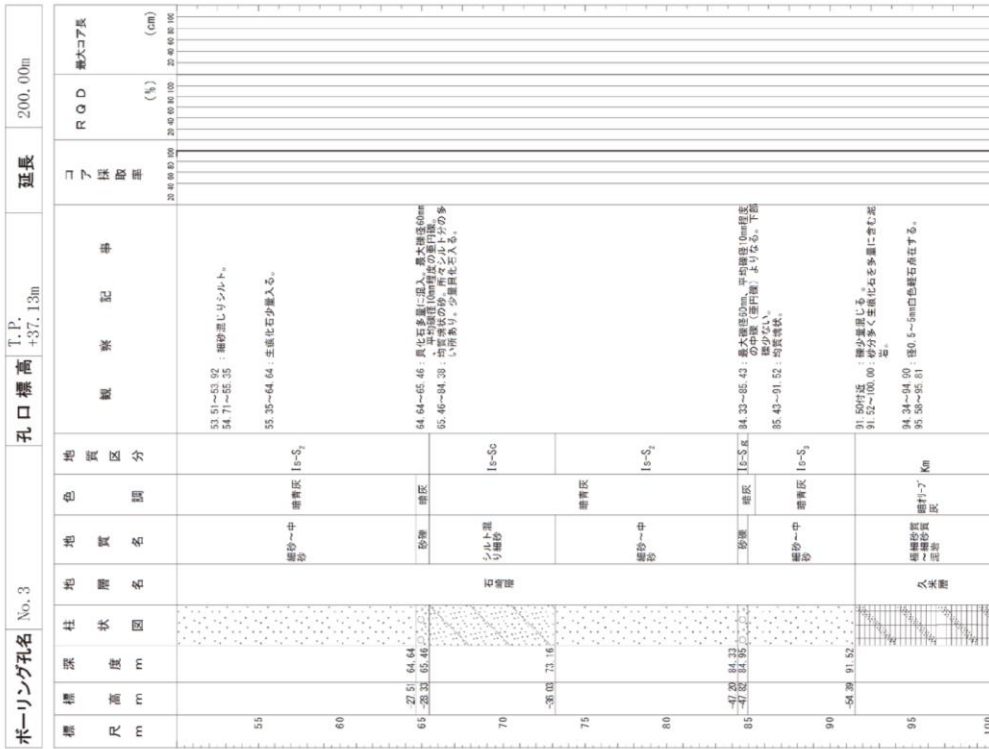 ボーリング孔名 No. 3 孔口標高 T.P. +37.13m 延長 200.00m
標尺 m
標高 m
深度 m
柱状図
地層名
地質名
色調
地質区分
観察記事
コア採取率
20 40 60 80 100
RQD (%)
20 40 60 80 100
最大コア長 (cm)
20 40 60 80 100
55
60
65
70
75
80
85
90
95
100
-27.51 64.64
-28.33 65.46
-36.03 73.16
-47.20 84.33
-47.82 84.95
-54.39 91.52
石崎層
久米層
細砂~中砂
砂礫
シルト混り細砂
細砂~中砂
砂礫
細砂~中砂
極細砂質~細砂質泥岩
暗青灰
暗灰
暗青灰
暗灰
暗青灰
暗オリーブ灰
Is-S2
Is-Sc
Is-S2
Is-S
Is-S3
Km
53.51~53.92
54.71~55.35 : 細砂混じりシルト。
55.35~64.64 : 生痕化石少量入る。
64.64~65.46 : 貝化石多量に混入。最大礫径60mm
、平均礫径10mm程度の亜円礫。
65.46~84.38 : 均質塊状の砂。所々シルト分の多
い所あり。少量貝化石入る。
84.33~85.43 : 最大礫径60mm、平均礫径10mm程度
の中礫（亜円礫）よりなる。下部
礫少ない。
85.43~91.52 : 均質塊状。
91.60付近 : 礫少量混じる。
91.52~100.00 : 砂分多く生痕化石を多量に含む泥
岩。
94.34~94.90 : 径0.5~5mm白色軽石点在する。
95.58~95.81